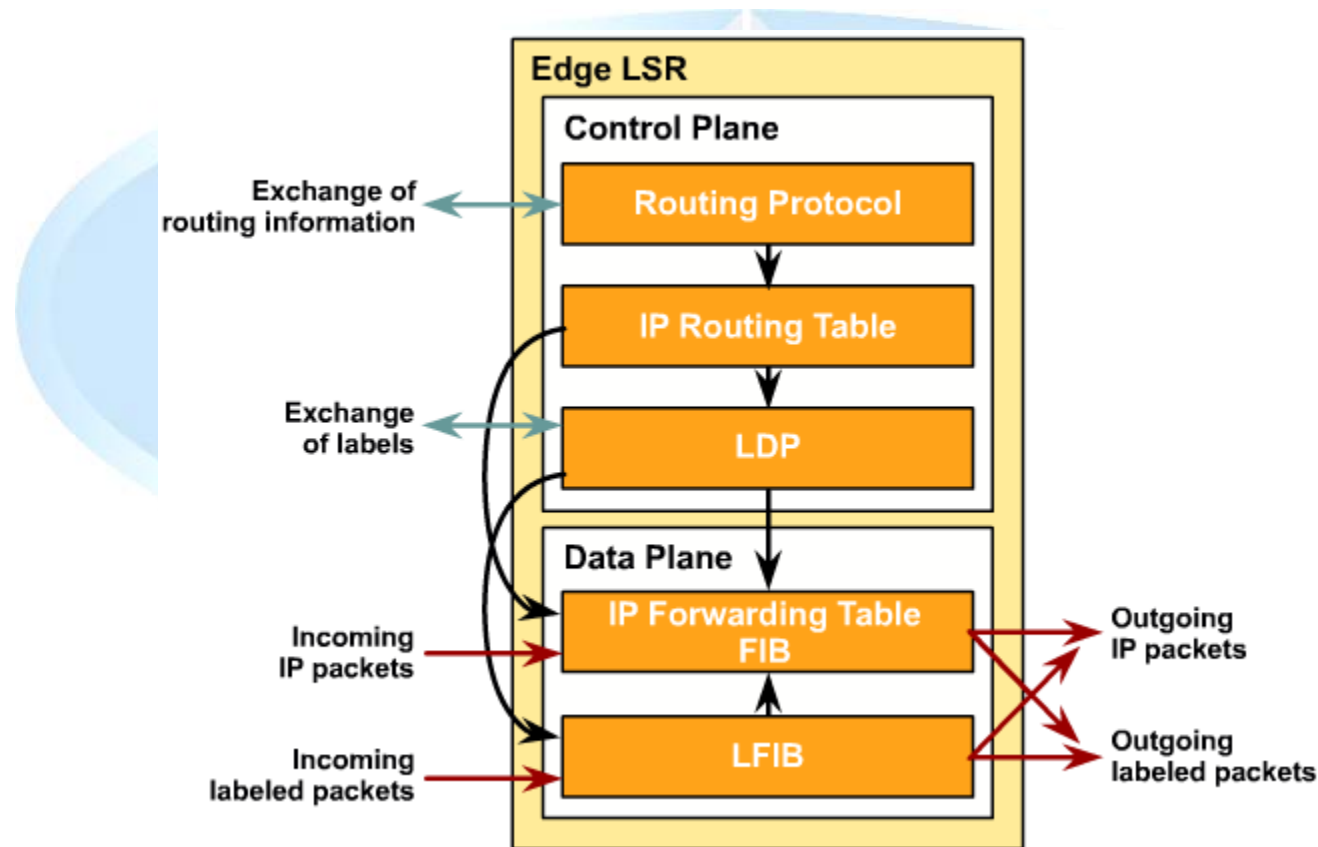 Edge LSR
Control Plane
Exchange of
routing information
Routing Protocol
IP Routing Table
Exchange
of labels
LDP
Data Plane
Incoming
IP packets
IP Forwarding Table
FIB
Outgoing
IP packets
Incoming
labeled packets
LFIB
Outgoing
labeled packets